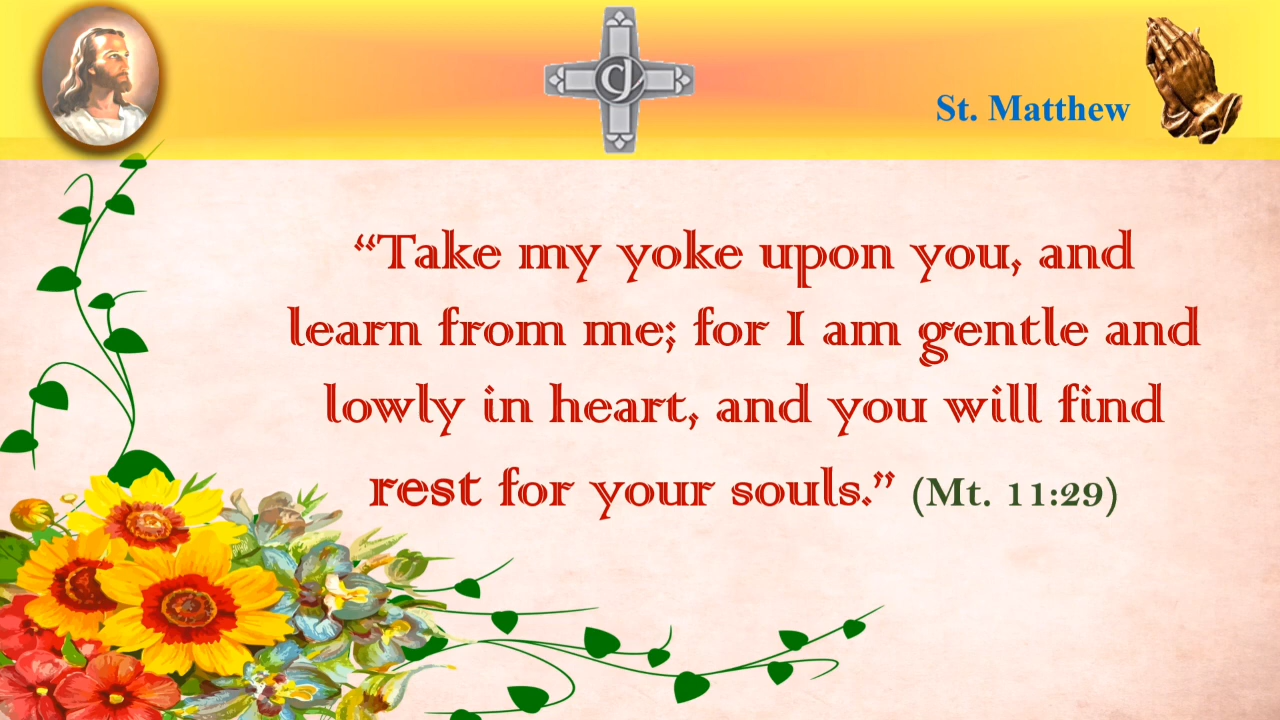 St. Matthew
“Take my yoke upon you, and
learn from me; for I am gentle and
lowly in heart, and you will find
rest for your souls.” (Mt. 11:29)